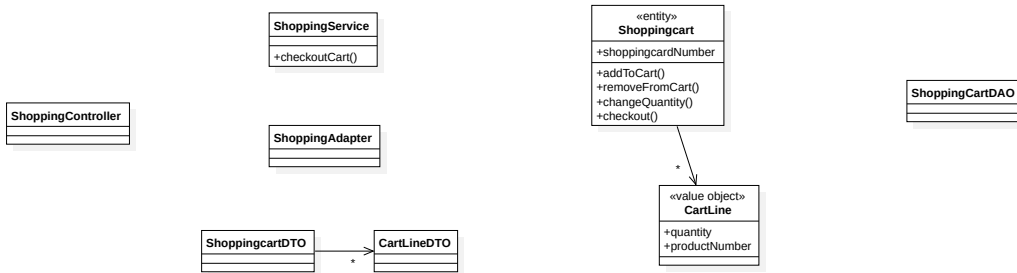 ShoppingService
+checkoutCart()
«entity»
Shoppingcart
+shoppingcardNumber
+addToCart()
+removeFromCart()
+changeQuantity()
+checkout()
ShoppingCartDAO
ShoppingController
ShoppingAdapter
*
«value object»
CartLine
+quantity
+productNumber
ShoppingcartDTO
*
CartLineDTO